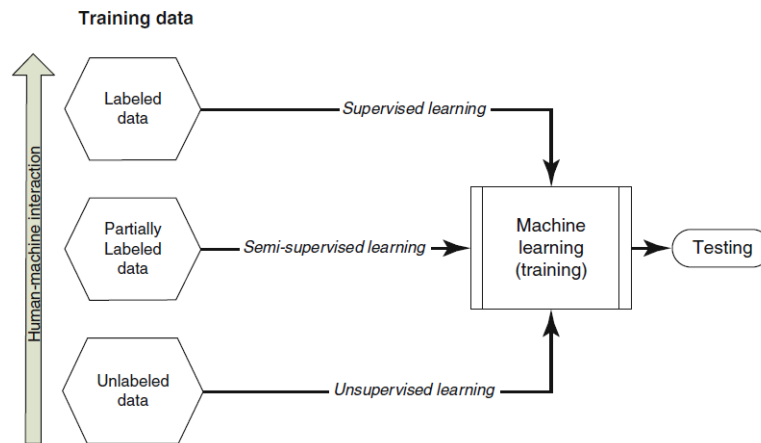 Training data
Human-machine interaction
Labeled
data
Supervised learning
Partially
Labeled
data
Semi-supervised learning
Machine
learning
(training)
Testing
Unlabeled
data
Unsupervised learning